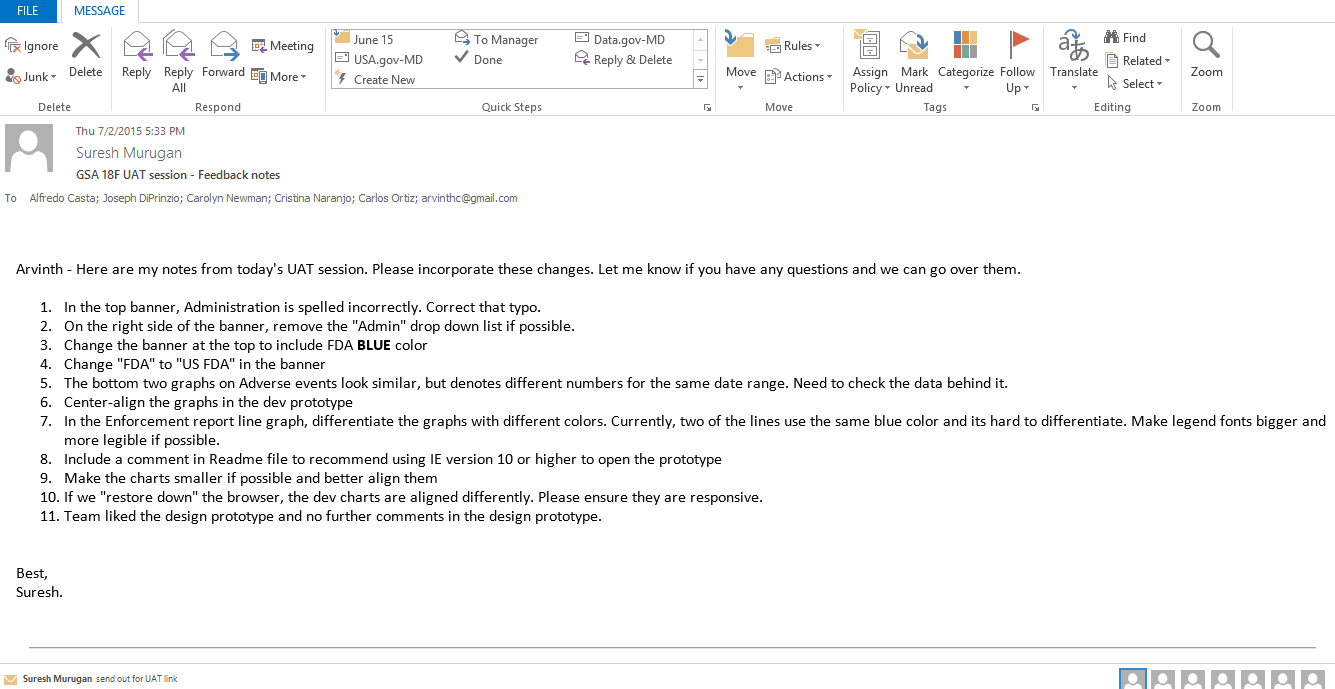 FILE MESSAGE
Ignore
Junk
Delete
Reply
Reply All
Forward
Meeting
More
June 15
USA.gov-MD
Create New
To Manager
Done
Data.gov-MD
Reply & Delete
Move
Rules
Actions
Assign Policy
Mark Unread
Categorize
Follow Up
Translate
Find
Related
Select
Zoom
Delete Respond Quick Steps Move Tags Editing Zoom
Thu 7/2/2015 5:33 PM
Suresh Murugan
GSA 18F UAT session - Feedback notes
To Alfredo Casta; Joseph DiPrinzio; Carolyn Newman; Cristina Naranjo; Carlos Ortiz; arvinthc@gmail.com
Arvinth - Here are my notes from today's UAT session. Please incorporate these changes. Let me know if you have any questions and we can go over them.
1. In the top banner, Administration is spelled incorrectly. Correct that typo.
2. On the right side of the banner, remove the "Admin" drop down list if possible.
3. Change the banner at the top to include FDA BLUE color
4. Change "FDA" to "US FDA" in the banner
5. The bottom two graphs on Adverse events look similar, but denotes different numbers for the same date range. Need to check the data behind it.
6. Center-align the graphs in the dev prototype
7. In the Enforcement report line graph, differentiate the graphs with different colors. Currently, two of the lines use the same blue color and its hard to differentiate. Make legend fonts bigger and
more legible if possible.
8. Include a comment in Readme file to recommend using IE version 10 or higher to open the prototype
9. Make the charts smaller if possible and better align them
10. If we "restore down" the browser, the dev charts are aligned differently. Please ensure they are responsive.
11. Team liked the design prototype and no further comments in the design prototype.
Best,
Suresh.
Suresh Murugan send out for UAT link